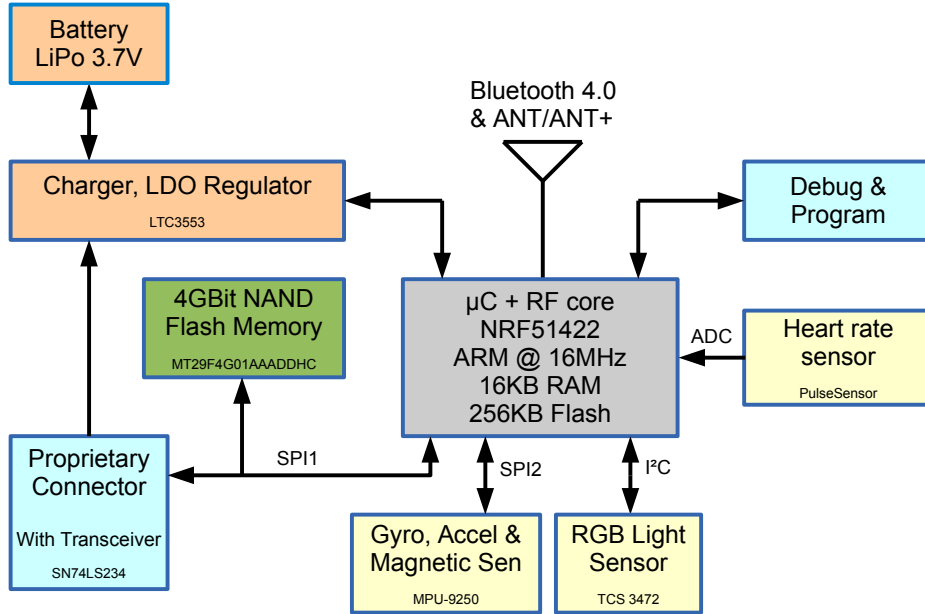 Battery
LiPo 3.7V
Bluetooth 4.0
& ANT/ANT+
Charger, LDO Regulator
LTC3553
Debug &
Program
4GBit NAND
Flash Memory
MT29F4G01AAADDHC
µC + RF core
NRF51422
ARM @ 16MHz
16KB RAM
256KB Flash
ADC
Heart rate
sensor
PulseSensor
Proprietary
Connector
With Transceiver
SN74LS234
SPI1
SPI2
I²C
Gyro, Accel &
Magnetic Sen
MPU-9250
RGB Light
Sensor
TCS 3472